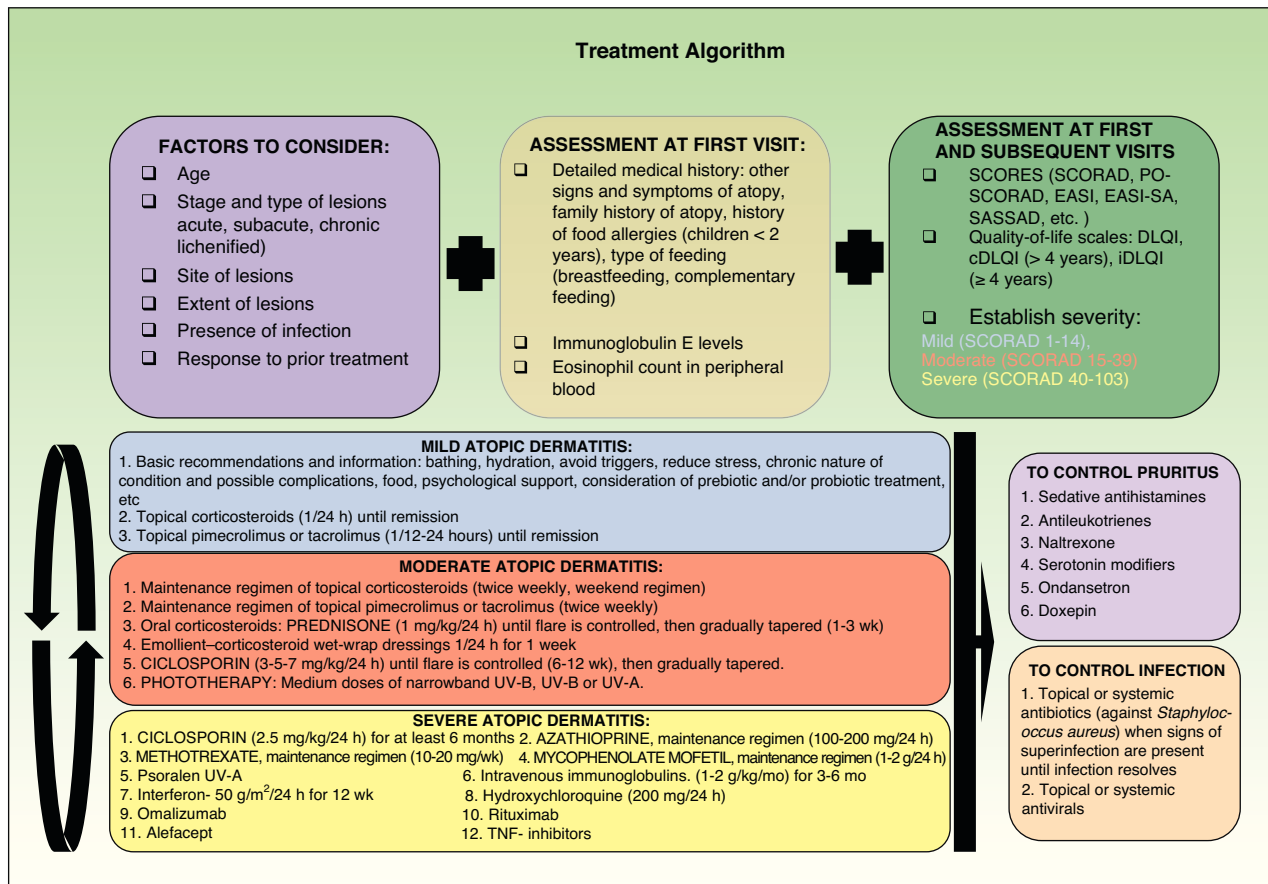 Treatment Algorithm
FACTORS TO CONSIDER:
❑ Age
❑ Stage and type of lesions
acute, subacute, chronic
lichenified)
❑ Site of lesions
❑ Extent of lesions
❑ Presence of infection
❑ Response to prior treatment
ASSESSMENT AT FIRST VISIT:
❑ Detailed medical history: other
signs and symptoms of atopy,
family history of atopy, history
of food allergies (children < 2
years), type of feeding
(breastfeeding, complementary
feeding)
❑ Immunoglobulin E levels
❑ Eosinophil count in peripheral
blood
ASSESSMENT AT FIRST
AND SUBSEQUENT VISITS
❑ SCORES (SCORAD, PO-
SCORAD, EASI, EASI-SA,
SASSAD, etc. )
❑ Quality-of-life scales: DLQI,
cDLQI (> 4 years), iDLQI
(≥ 4 years)
❑ Establish severity:
Mild (SCORAD 1-14),
Moderate (SCORAD 15-39)
Severe (SCORAD 40-103)
MILD ATOPIC DERMATITIS:
1. Basic recommendations and information: bathing, hydration, avoid triggers, reduce stress, chronic nature of
condition and possible complications, food, psychological support, consideration of prebiotic and/or probiotic treatment,
etc
2. Topical corticosteroids (1/24 h) until remission
3. Topical pimecrolimus or tacrolimus (1/12-24 hours) until remission
MODERATE ATOPIC DERMATITIS:
1. Maintenance regimen of topical corticosteroids (twice weekly, weekend regimen)
2. Maintenance regimen of topical pimecrolimus or tacrolimus (twice weekly)
3. Oral corticosteroids: PREDNISONE (1 mg/kg/24 h) until flare is controlled, then gradually tapered (1-3 wk)
4. Emollient–corticosteroid wet-wrap dressings 1/24 h for 1 week
5. CICLOSPORIN (3-5-7 mg/kg/24 h) until flare is controlled (6-12 wk), then gradually tapered.
6. PHOTOTHERAPY: Medium doses of narrowband UV-B, UV-B or UV-A.
SEVERE ATOPIC DERMATITIS:
1. CICLOSPORIN (2.5 mg/kg/24 h) for at least 6 months 2. AZATHIOPRINE, maintenance regimen (100-200 mg/24 h)
3. METHOTREXATE, maintenance regimen (10-20 mg/wk) 4. MYCOPHENOLATE MOFETIL, maintenance regimen (1-2 g/24 h)
5. Psoralen UV-A 6. Intravenous immunoglobulins. (1-2 g/kg/mo) for 3-6 mo
7. Interferon- 50 g/m²/24 h for 12 wk 8. Hydroxychloroquine (200 mg/24 h)
9. Omalizumab 10. Rituximab
11. Alefacept 12. TNF- inhibitors
TO CONTROL PRURITUS
1. Sedative antihistamines
2. Antileukotrienes
3. Naltrexone
4. Serotonin modifiers
5. Ondansetron
6. Doxepin
TO CONTROL INFECTION
1. Topical or systemic
antibiotics (against Staphyloc-
occus aureus) when signs of
superinfection are present
until infection resolves
2. Topical or systemic
antivirals